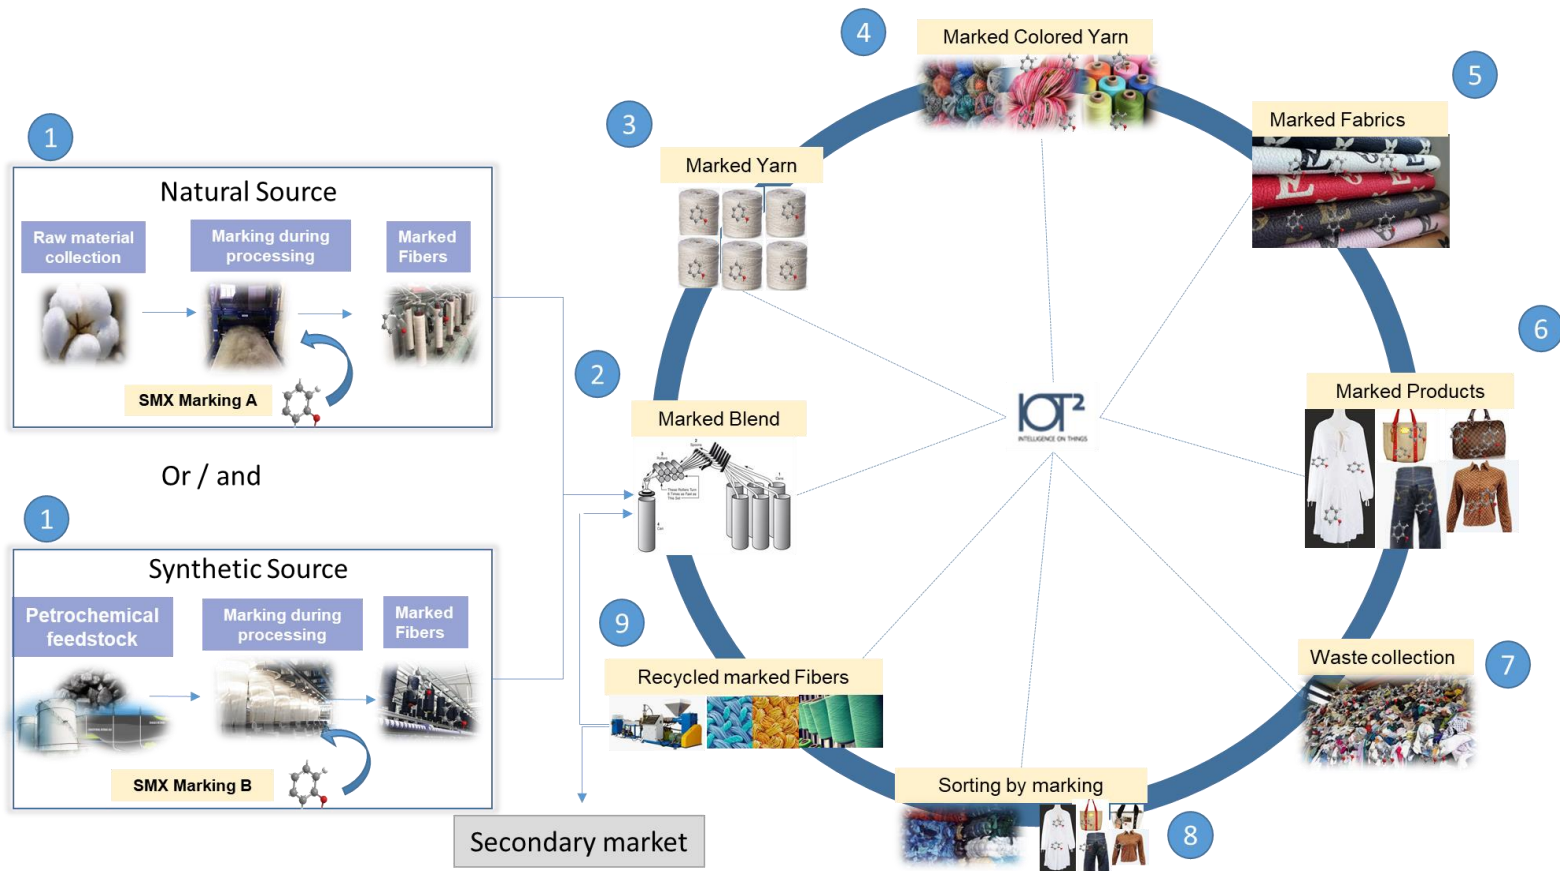 1
Natural Source
Raw material
collection
Marking during
processing
Marked
Fibers
SMX Marking A
Or / and
1
Synthetic Source
Petrochemical
feedstock
Marking during
processing
Marked
Fibers
SMX Marking B
2
Marked Blend
3
Marked Yarn
4
Marked Colored Yarn
5
Marked Fabrics
6
Marked Products
7
Waste collection
8
Sorting by marking
9
Recycled marked Fibers
Secondary market
IOT²
INTELLIGENCE ON THINGS